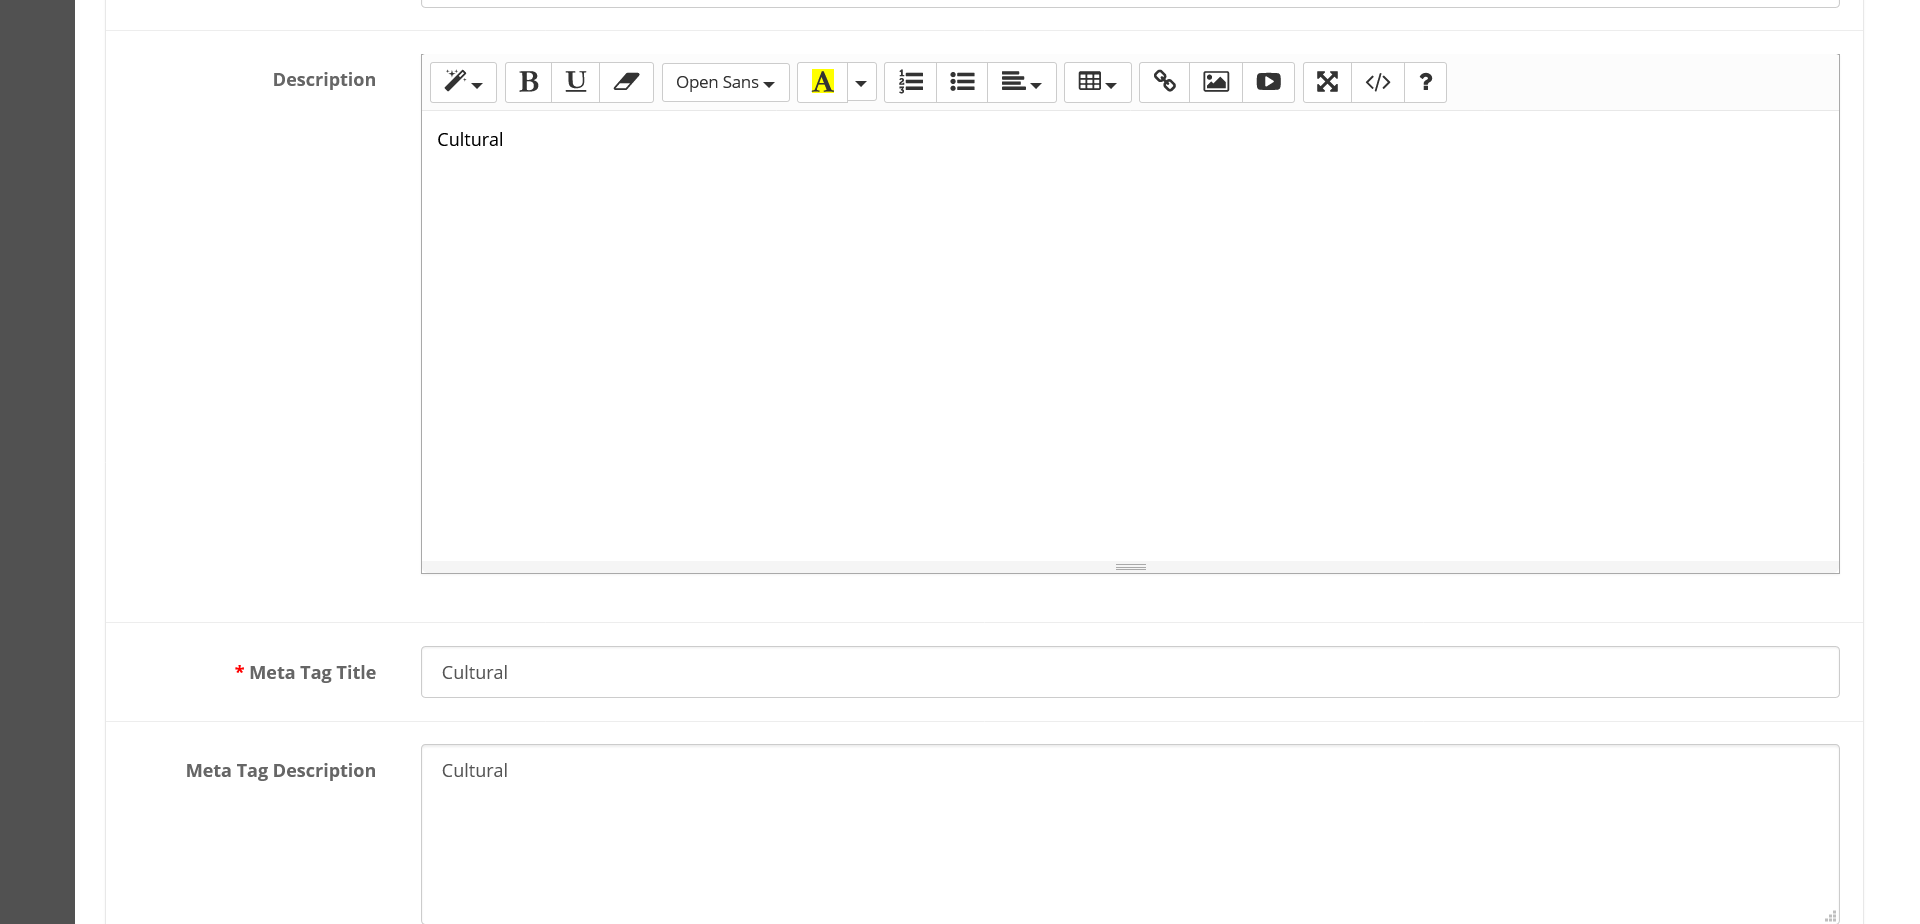 Description
B U Open Sans A </> ?
Cultural
* Meta Tag Title
Cultural
Meta Tag Description
Cultural